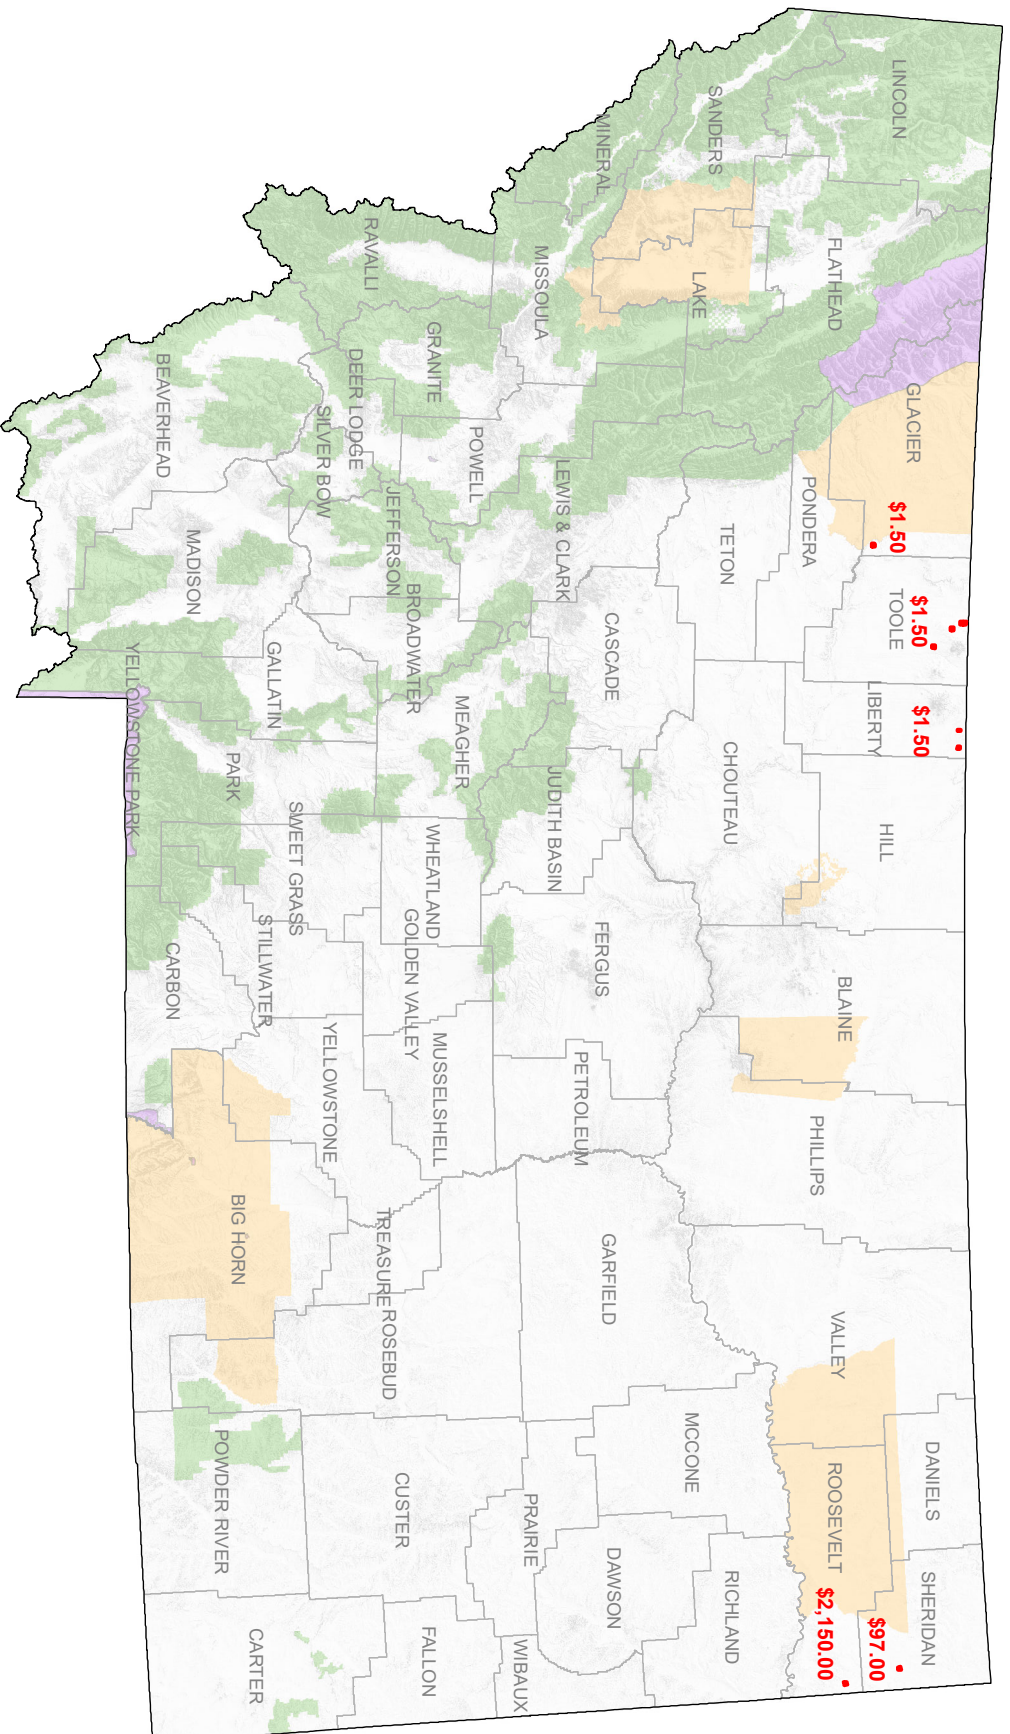 LINCOLN
SANDERS
MINERAL
FLATHEAD
LAKE
MISSOULA
RAVALLI
GLACIER
$1.50
PONDERA
TETON
GRANITE
POWELL
DEER LODGE
SILVER BOW
BEAVERHEAD
LEWIS & CLARK
JEFFERSON
MADISON
TOOLE
$1.50
LIBERTY
$1.50
CASCADE
BROADWATER
GALLATIN
MEAGHER
YELLOWSTONE PARK
PARK
CHOUTEAU
HILL
JUDITH BASIN
WHEATLAND
SWEET GRASS
FERGUS
GOLDEN VALLEY
STILLWATER
CARBON
BLAINE
PHILLIPS
PETROLEUM
MUSSELSHELL
YELLOWSTONE
BIG HORN
TREASURE
ROSEBUD
GARFIELD
VALLEY
MCCONE
DANIELS
ROOSEVELT
$2,150.00
SHERIDAN
$97.00
RICHLAND
DAWSON
PRAIRIE
CUSTER
POWDER RIVER
WIBAUX
FALLON
CARTER